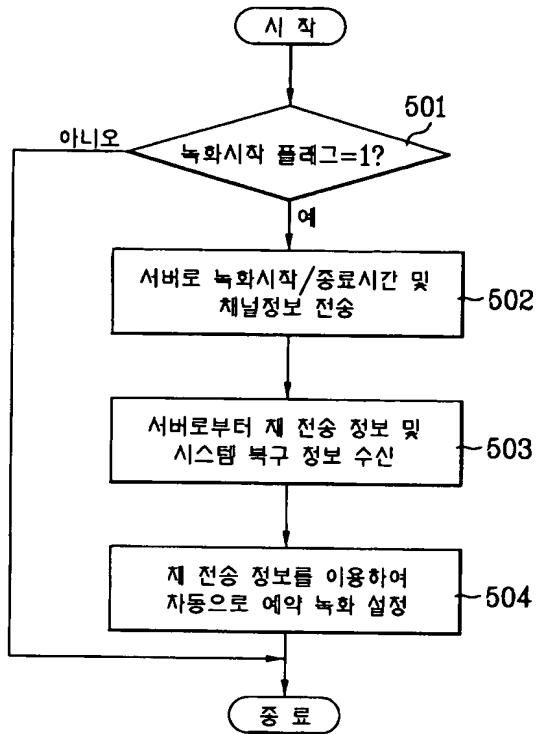 시 작
501
아니오
녹화시작 플래그=1?
예
서버로 녹화시작/종료시간 및
채널정보 전송
502
서버로부터 재 전송 정보 및
시스템 복구 정보 수신
503
재 전송 정보를 이용하여
자동으로 예약 녹화 설정
504
종 료